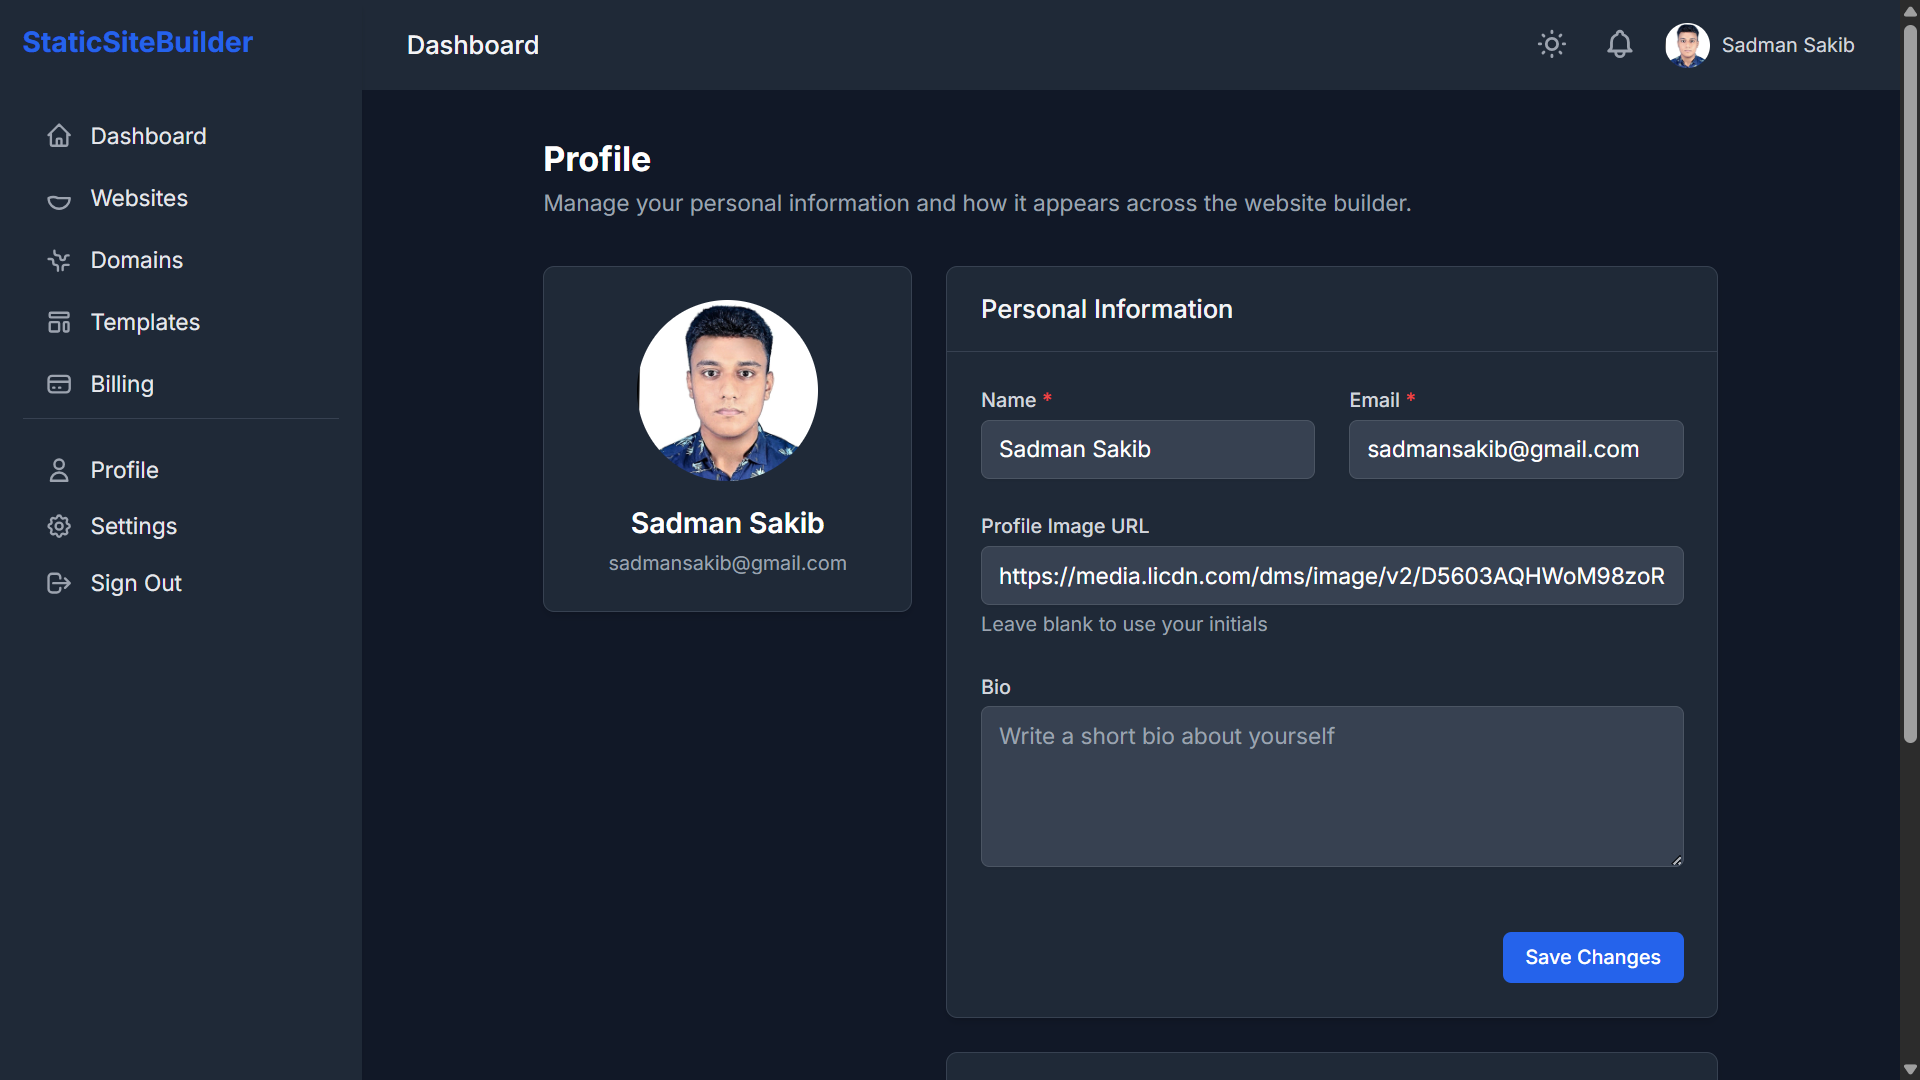 StaticSiteBuilder
Dashboard
Websites
Domains
Templates
Billing
Profile
Settings
Sign Out
Dashboard
Sadman Sakib
Profile
Manage your personal information and how it appears across the website builder.
Sadman Sakib
sadmansakib@gmail.com
Personal Information
Name *
Sadman Sakib
Email *
sadmansakib@gmail.com
Profile Image URL
https://media.licdn.com/dms/image/v2/D5603AQHWoM98zoR
Leave blank to use your initials
Bio
Write a short bio about yourself
Save Changes